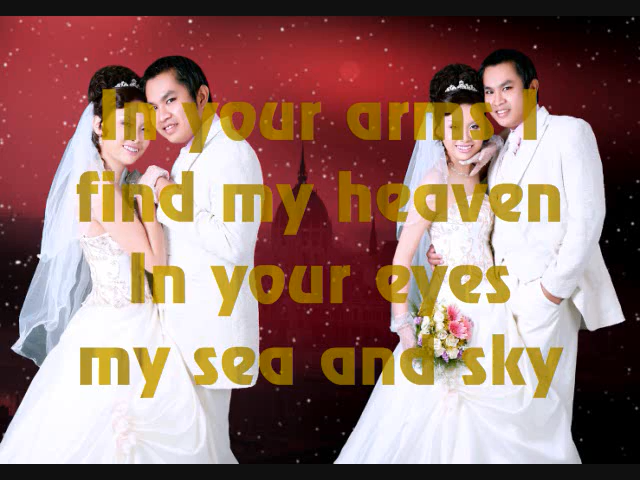 In your arms I
find my heaven
In your eyes
my sea and sky